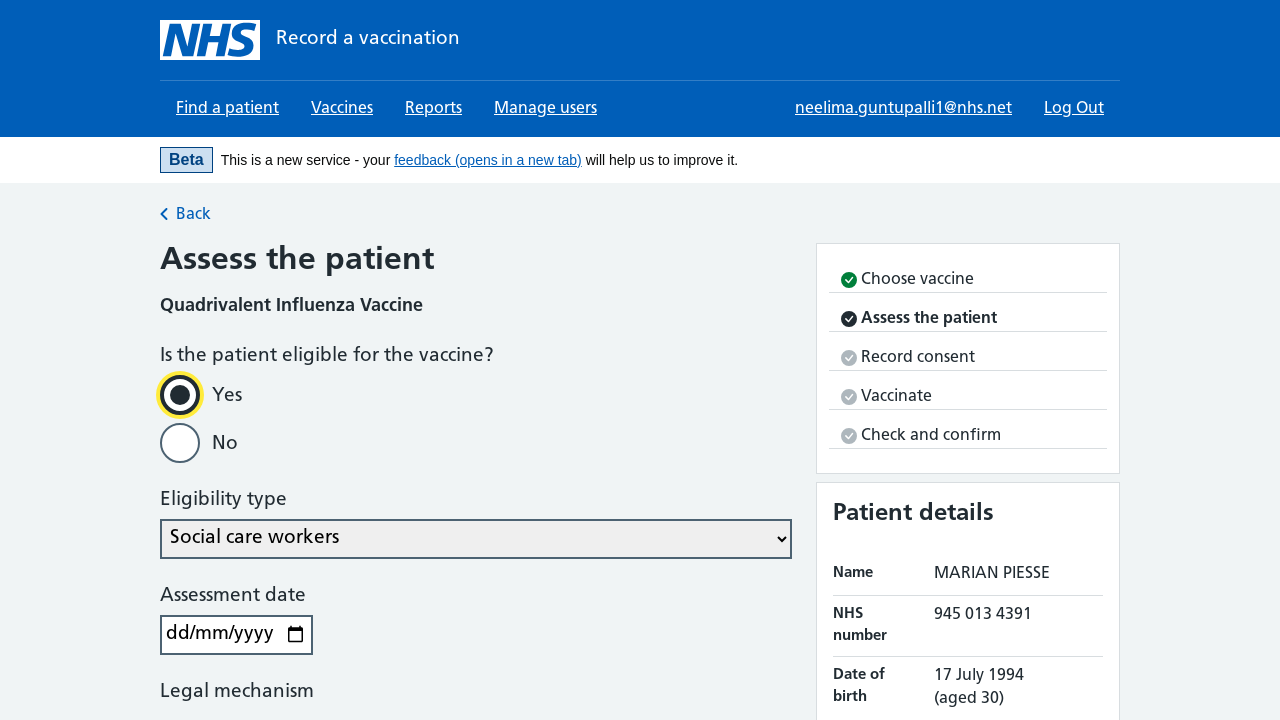 NHS Record a vaccination
Find a patient Vaccines Reports Manage users neelima.guntupalli1@nhs.net Log Out
Beta This is a new service - your feedback (opens in a new tab) will help us to improve it.
Back
Assess the patient
Quadrivalent Influenza Vaccine
Is the patient eligible for the vaccine?
Yes
No
Eligibility type
Social care workers
Assessment date
dd/mm/yyyy
Legal mechanism
Choose vaccine
Assess the patient
Record consent
Vaccinate
Check and confirm
Patient details
Name MARIAN PIESSE
NHS number 945 013 4391
Date of birth 17 July 1994
(aged 30)